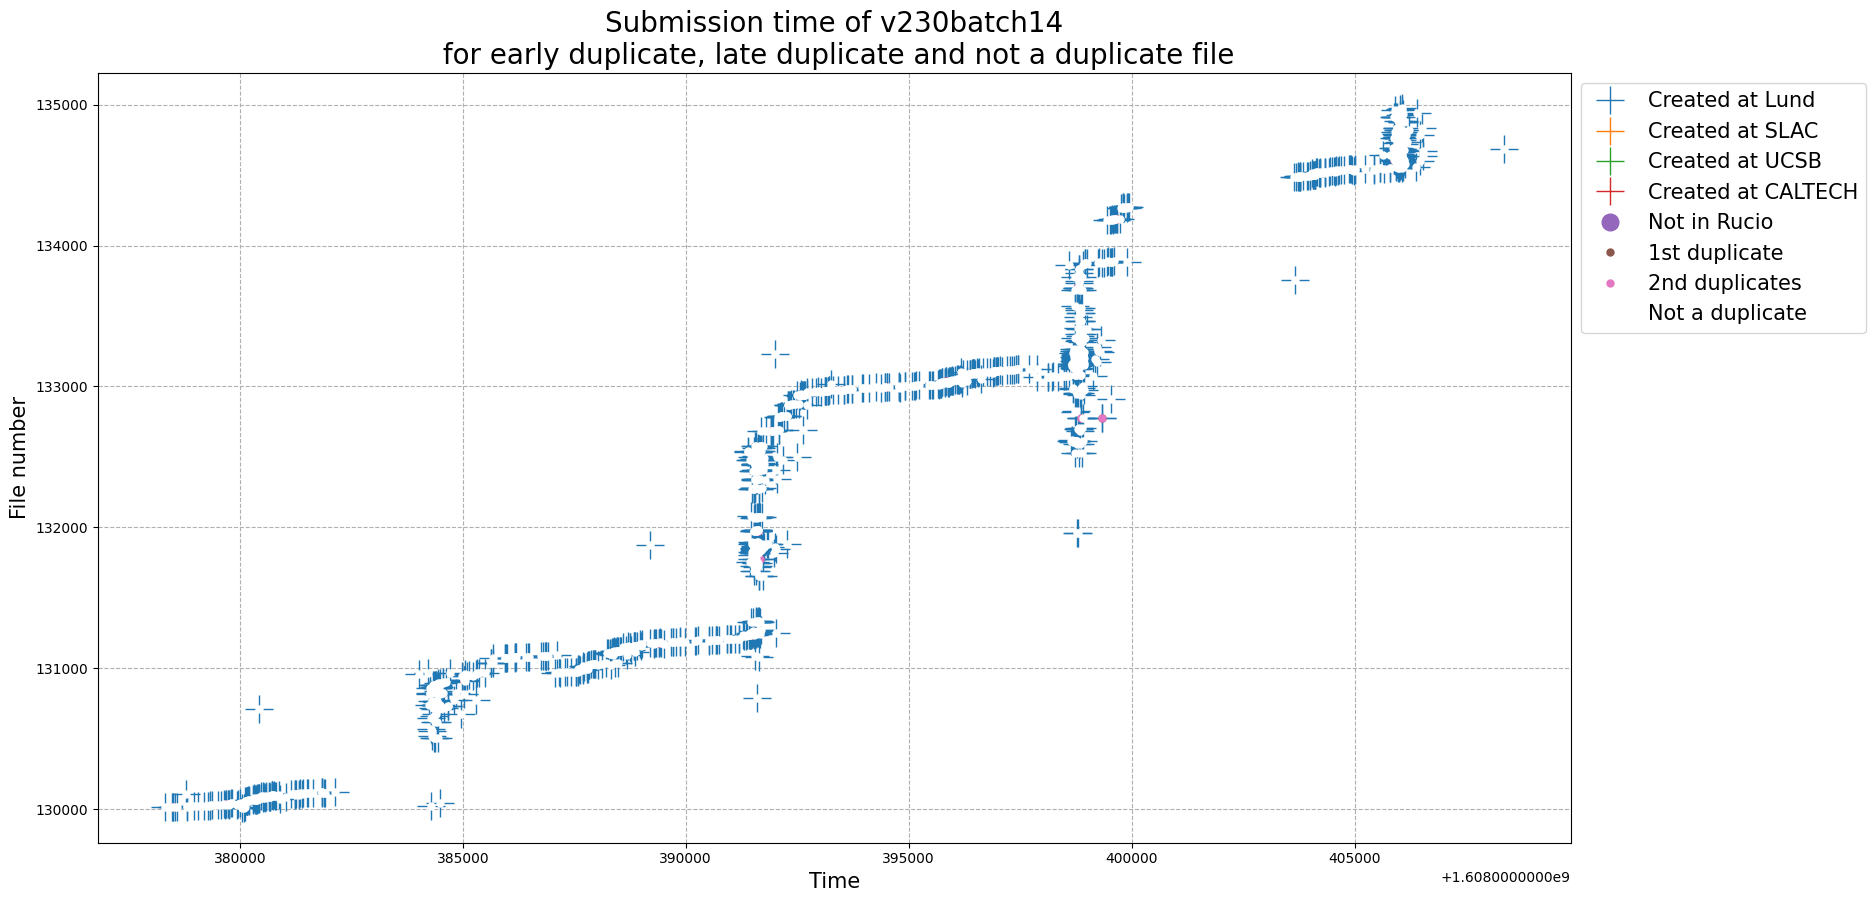 Submission time of v230batch14
for early duplicate, late duplicate and not a duplicate file
135000
134000
133000
132000
131000
130000
File number
380000
385000
390000
395000
400000
405000
Time
+1.6080000000e9
Created at Lund
Created at SLAC
Created at UCSB
Created at CALTECH
Not in Rucio
1st duplicate
2nd duplicates
Not a duplicate